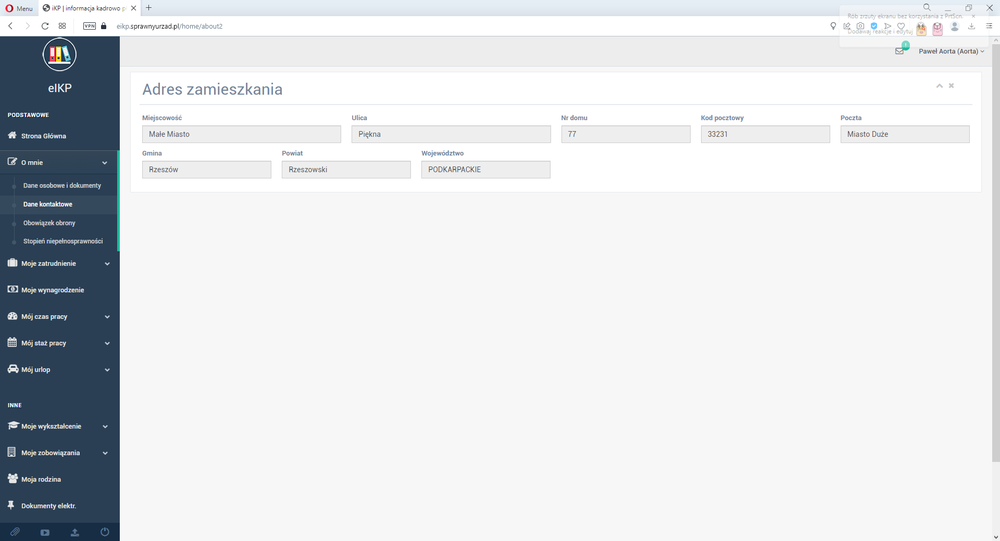 Menu
iKP | informacja kadrowo p
VPN
eikp.sprawnyurzad.pl/home/about2
Rób zrzuty ekranu bez korzystania z PrtScn.
Dodawaj reakcje i edytuj
Paweł Aorta (Aorta)
eIKP
PODSTAWOWE
Strona Główna
O mnie
Dane osobowe i dokumenty
Dane kontaktowe
Obowiązek obrony
Stopień niepełnosprawności
Moje zatrudnienie
Moje wynagrodzenie
Mój czas pracy
Mój staż pracy
Mój urlop
INNE
Moje wykształcenie
Moje zobowiązania
Moja rodzina
Dokumenty elektr.
Adres zamieszkania
Miejscowość Ulica Nr domu Kod pocztowy Poczta
Małe Miasto Piękna 77 33231 Miasto Duże
Gmina Powiat Województwo
Rzeszów Rzeszowski PODKARPACKIE